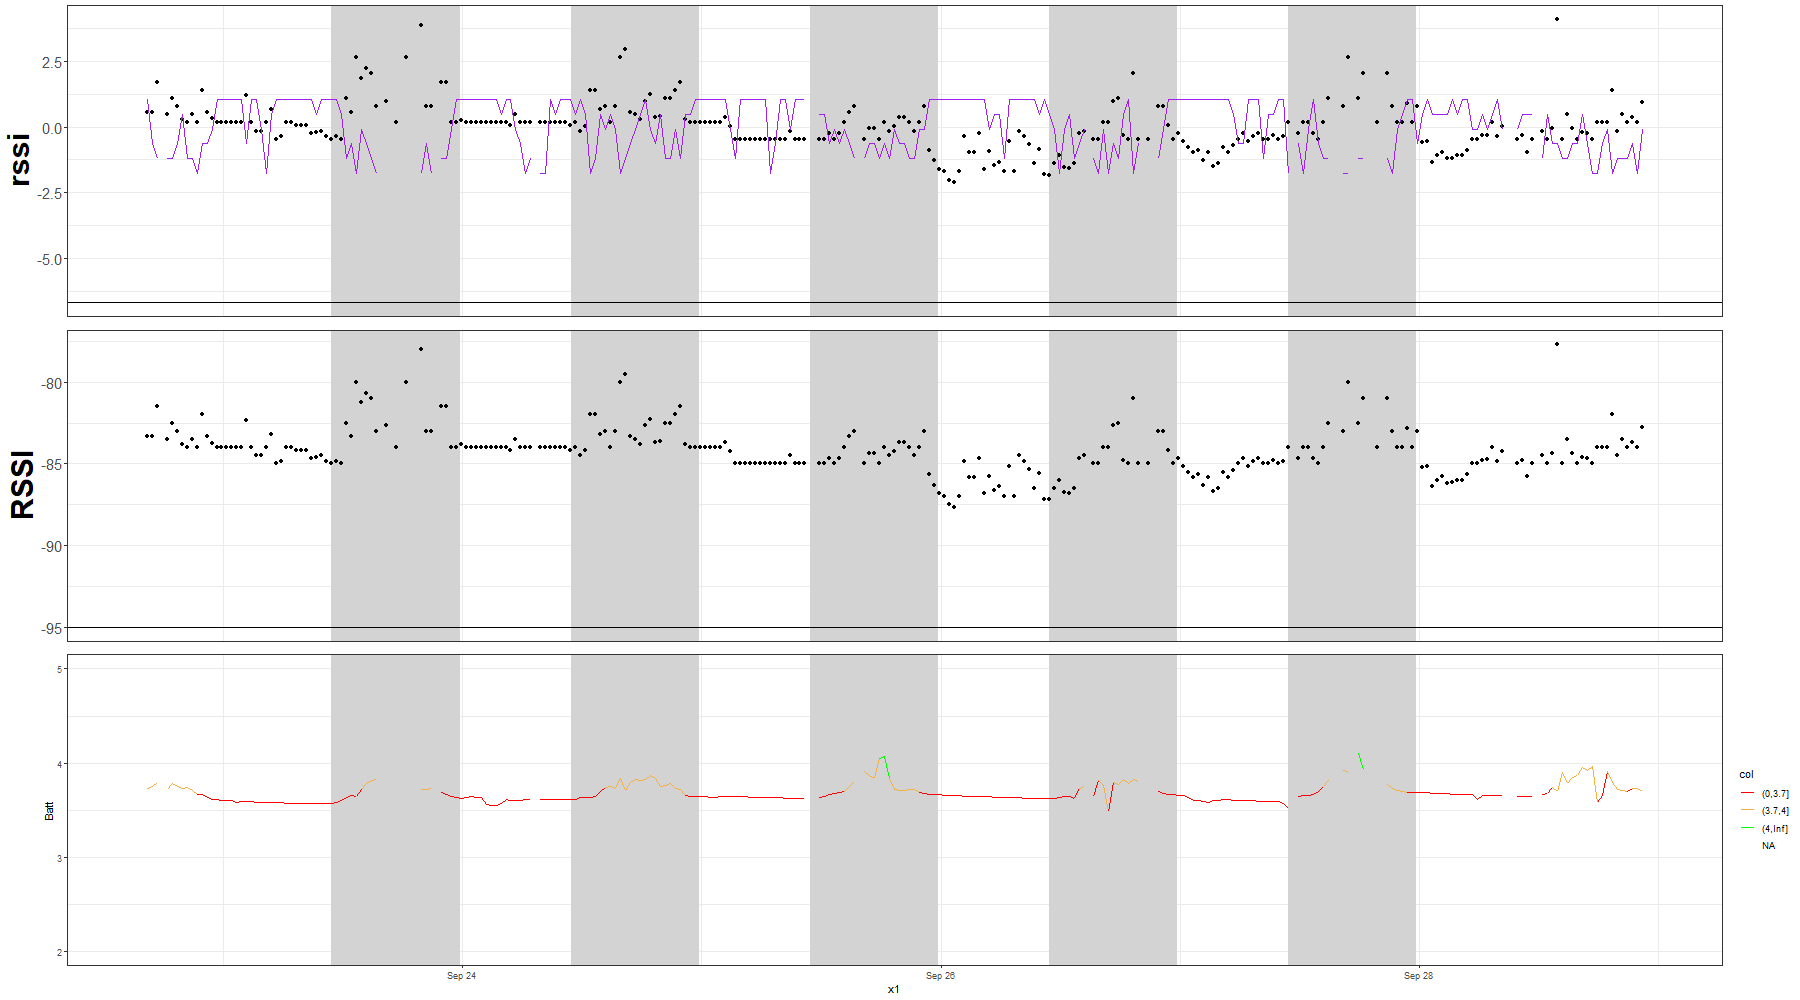 rssi
2.5
0.0
-2.5
-5.0
RSSI
-80
-85
-90
-95
Batt
5
4
3
2
Sep 24
Sep 26
Sep 28
x1
col
(0,3.7]
(3.7,4]
(4,Inf]
NA